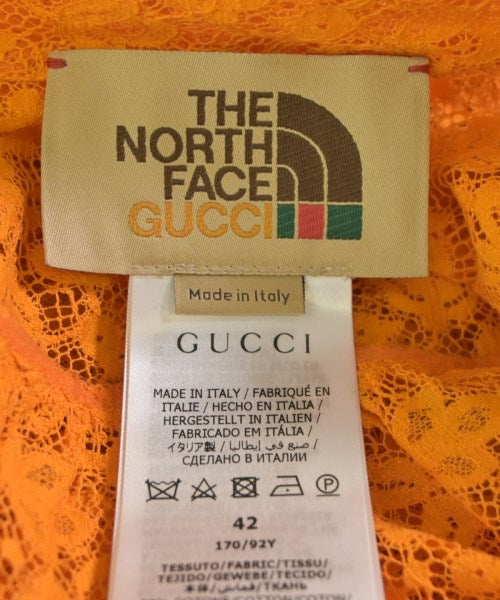 THE
NORTH
FACE
GUCCI
Made in Italy
GUCCI
MADE IN ITALY / FABRIQUÉ EN
ITALIE / HECHO EN ITALIA /
HERGESTELLT IN ITALIEN /
FABRICADO EM ITÁLIA /
イタリア製 / صنع في إيطاليا /
СДЕЛАНО В ИТАЛИИ
P
42
170/92Y
TESSUTO/FABRIC/TISSU/
TEJIDO/GEWEBE/TECIDO/
/ТКАНЬ